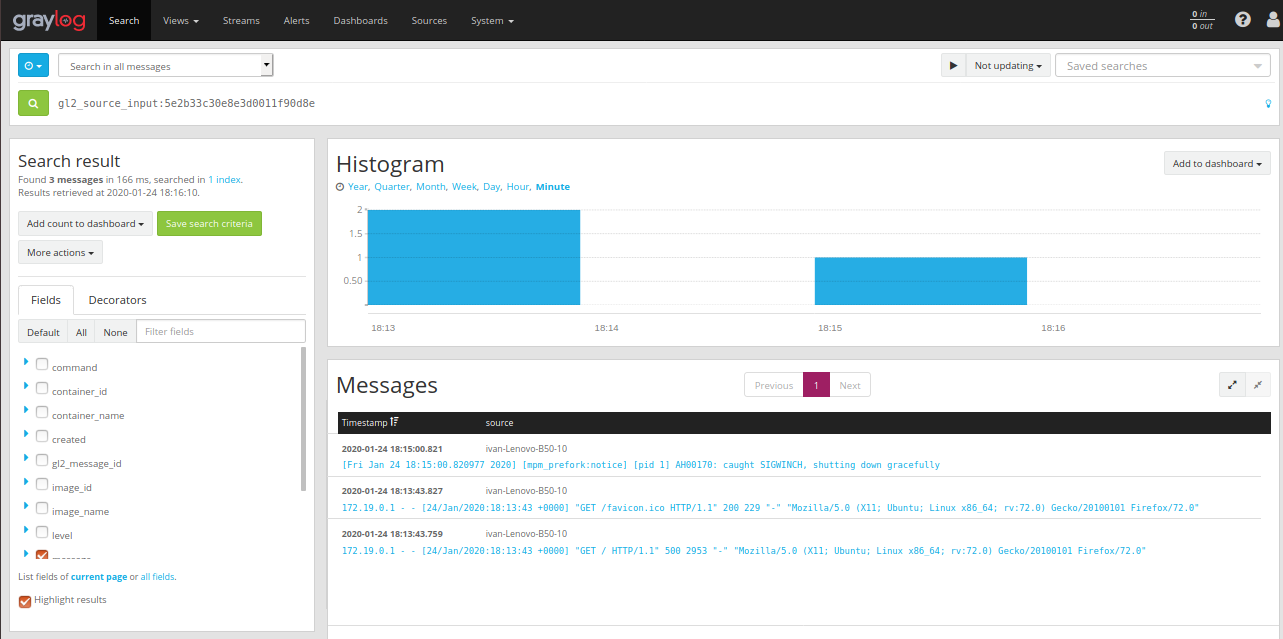 graylog Search Views Streams Alerts Dashboards Sources System 0 in
0 out
Search in all messages Not updating Saved searches
gl2_source_input:5e2b33c30e8e3d0011f90d8e
Search result
Found 3 messages in 166 ms, searched in 1 index.
Results retrieved at 2020-01-24 18:16:10.
Add count to dashboard Save search criteria
More actions
Fields Decorators
Default All None Filter fields
command
container_id
container_name
created
gl2_message_id
image_id
image_name
level
message
List fields of current page or all fields.
Highlight results
Histogram Add to dashboard
Year, Quarter, Month, Week, Day, Hour, Minute
2
1.5
1
0.50
18:13 18:14 18:15 18:16
Messages Previous 1 Next
Timestamp source
2020-01-24 18:15:00.821 ivan-Lenovo-B50-10
[Fri Jan 24 18:15:00.820977 2020] [mpm_prefork:notice] [pid 1] AH00170: caught SIGWINCH, shutting down gracefully
2020-01-24 18:13:43.827 ivan-Lenovo-B50-10
172.19.0.1 - - [24/Jan/2020:18:13:43 +0000] "GET /favicon.ico HTTP/1.1" 200 229 "-" "Mozilla/5.0 (X11; Ubuntu; Linux x86_64; rv:72.0) Gecko/20100101 Firefox/72.0"
2020-01-24 18:13:43.759 ivan-Lenovo-B50-10
172.19.0.1 - - [24/Jan/2020:18:13:43 +0000] "GET / HTTP/1.1" 500 2953 "-" "Mozilla/5.0 (X11; Ubuntu; Linux x86_64; rv:72.0) Gecko/20100101 Firefox/72.0"